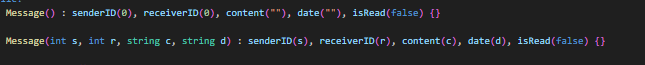 Message() : senderID(0), receiverID(0), content(""), date(""), isRead(false) {}
Message(int s, int r, string c, string d) : senderID(s), receiverID(r), content(c), date(d), isRead(false) {}